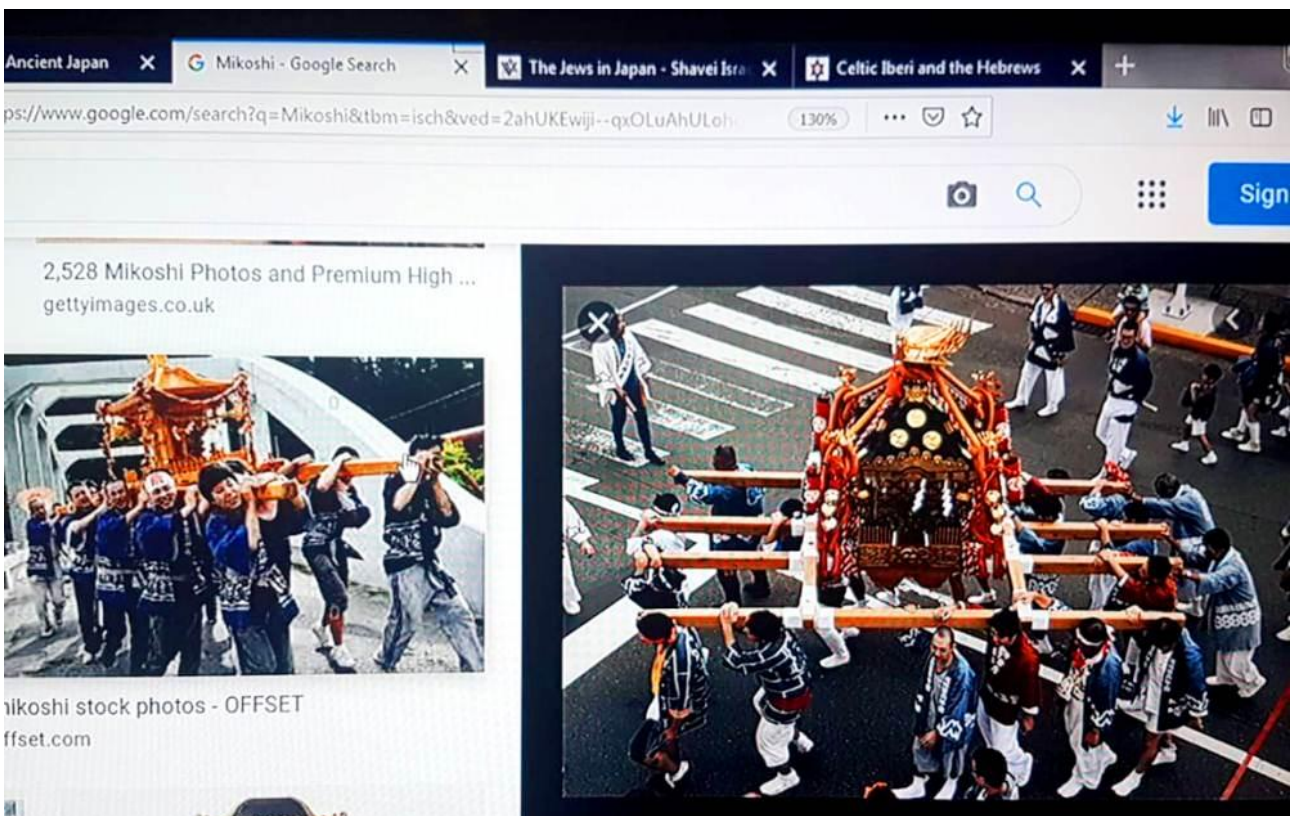 Ancient Japan
Mikoshi - Google Search
The Jews in Japan - Shavei Isra
Celtic Iberi and the Hebrews
ps://www.google.com/search?q=Mikoshi&tbm=isch&ved=2ahUKEwiji--qxOLuAhULoh
130%
Sign
2,528 Mikoshi Photos and Premium High ...
gettyimages.co.uk
ikoshi stock photos - OFFSET
ffset.com